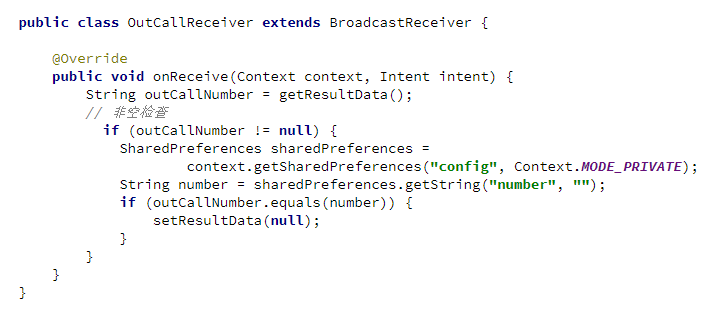 public class OutCallReceiver extends BroadcastReceiver {
@Override
public void onReceive(Context context, Intent intent) {
String outCallNumber = getResultData();
// 非空检查
if (outCallNumber != null) {
SharedPreferences sharedPreferences =
context.getSharedPreferences("config", Context.MODE_PRIVATE);
String number = sharedPreferences.getString("number", "");
if (outCallNumber.equals(number)) {
setResultData(null);
}
}
}
}